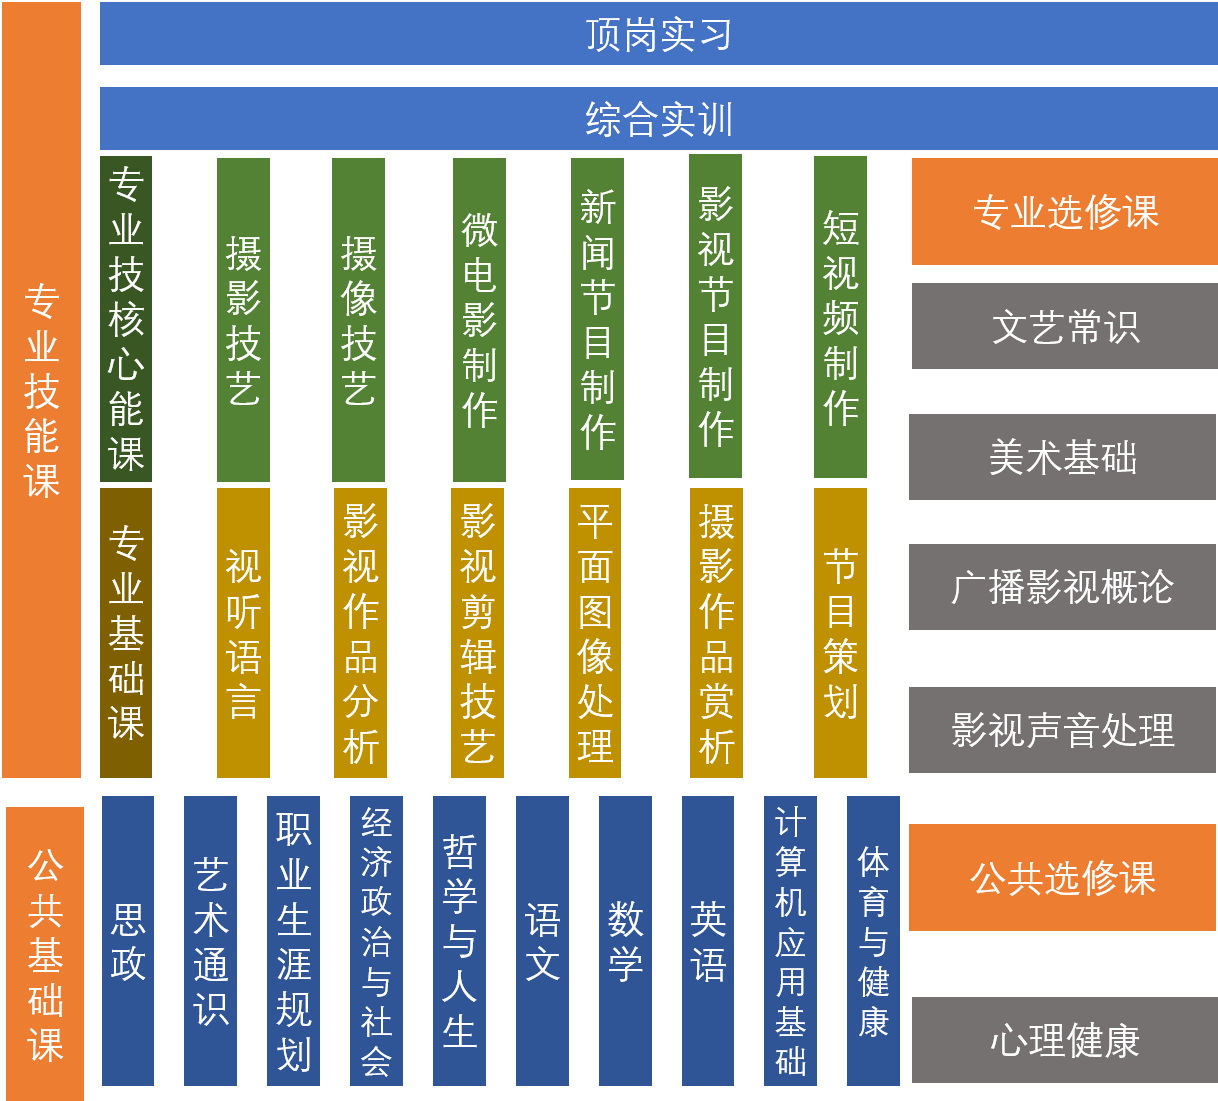 专业技能课
顶岗实习
综合实训
专业技核心能课
摄影技艺
摄像技艺
微电影制作
新闻节目制作
影视节目制作
短视频制作
专业选修课
文艺常识
美术基础
广播影视概论
影视声音处理
专业基础课
视听语言
影视作品分析
影视剪辑技艺
平面图像处理
摄影作品赏析
节目策划
公共基础课
思政
艺术通识
职业生涯规划
经济政治与社会
哲学与人生
语文
数学
英语
计算机应用基础
体育与健康
公共选修课
心理健康